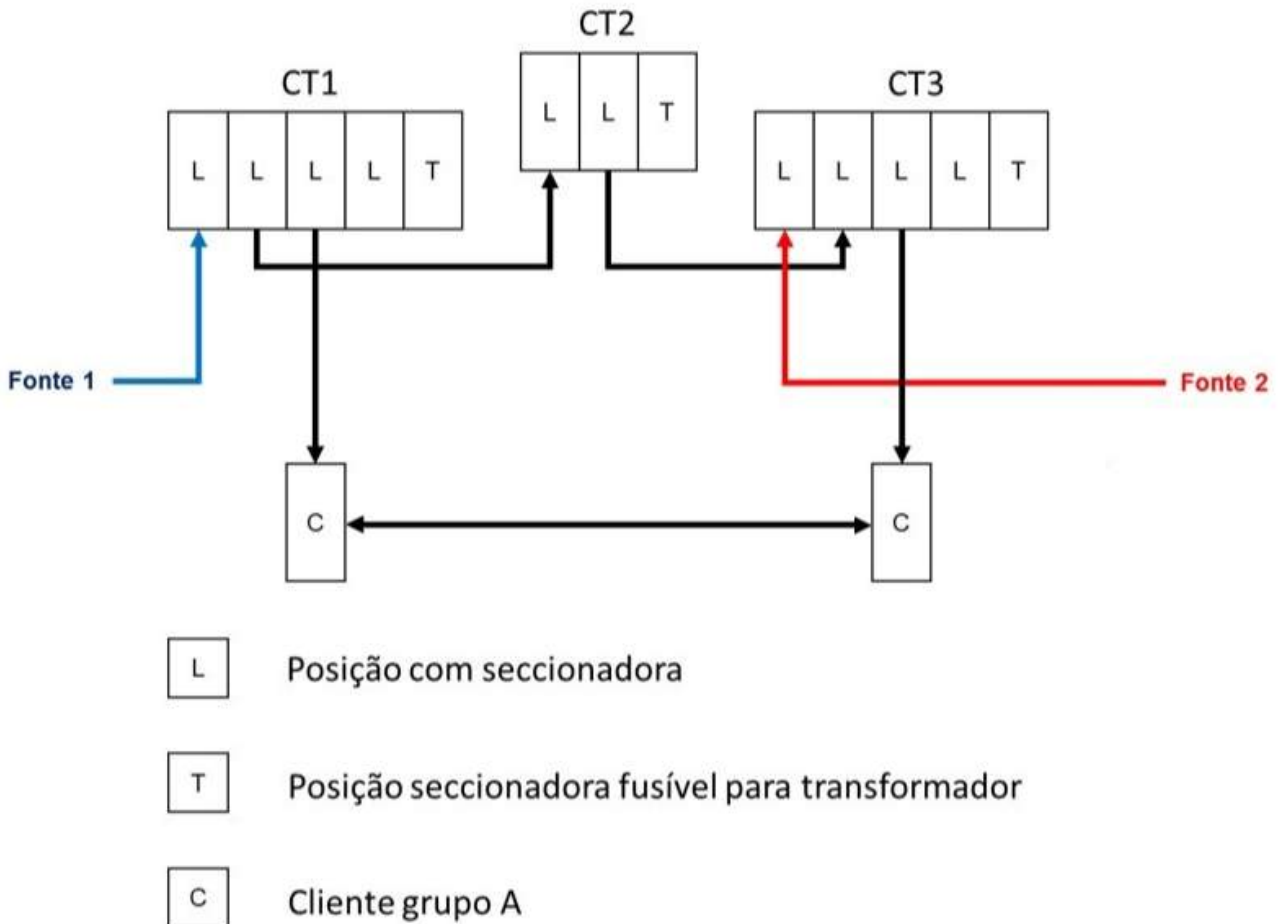 CT2
CT1
CT3
L L T
L L L L T
L L L L T
Fonte 1
Fonte 2
C
C
L Posição com seccionadora
T Posição seccionadora fusível para transformador
C Cliente grupo A